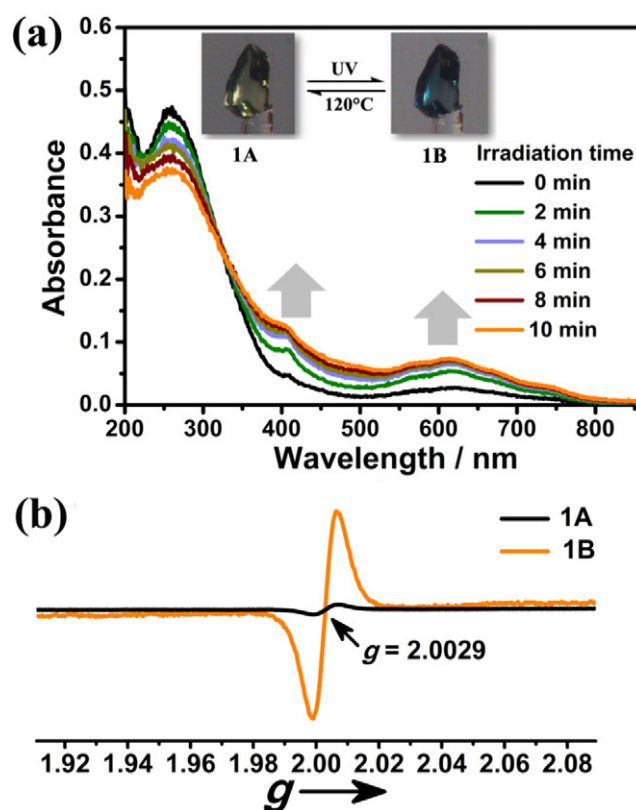 (a)
0.6
0.5
0.4
0.3
0.2
0.1
0.0
Absorbance
UV
120°C
1A
1B
Irradiation time
0 min
2 min
4 min
6 min
8 min
10 min
200 300 400 500 600 700 800
Wavelength / nm
(b)
1A
1B
g = 2.0029
1.92 1.94 1.96 1.98 2.00 2.02 2.04 2.06 2.08
g